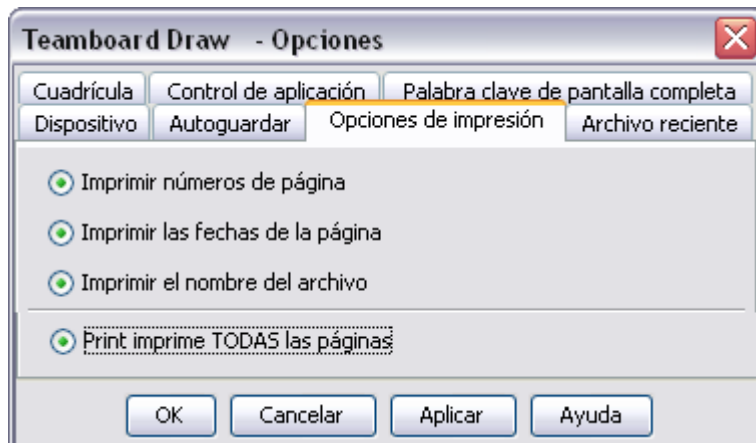 Teamboard Draw - Opciones
Cuadrícula Control de aplicación Palabra clave de pantalla completa
Dispositivo Autoguardar Opciones de impresión Archivo reciente
Imprimir números de página
Imprimir las fechas de la página
Imprimir el nombre del archivo
Print imprime TODAS las páginas
OK Cancelar Aplicar Ayuda